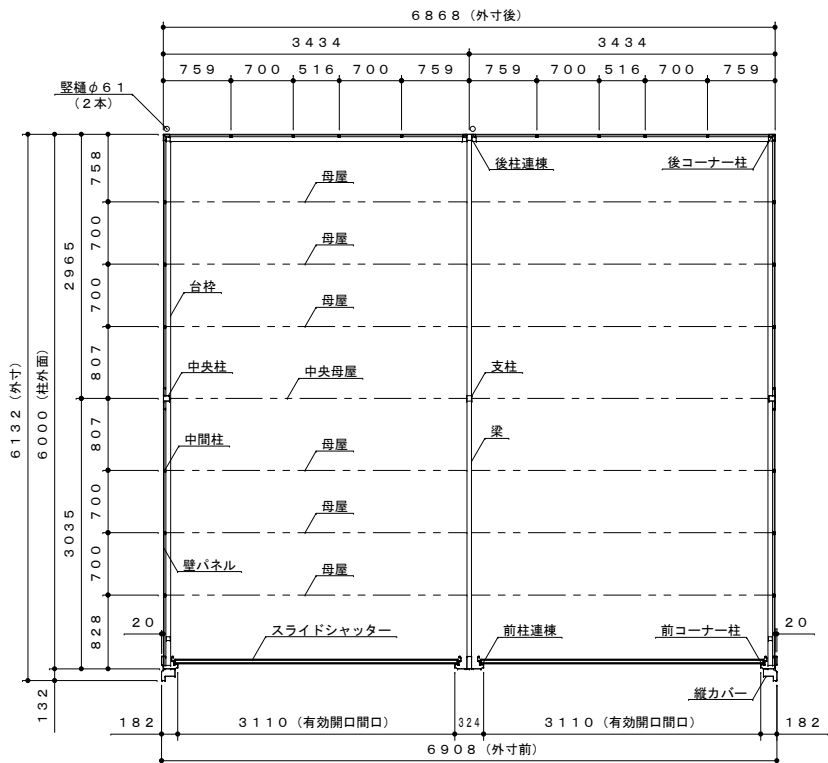 ６８６８（外寸後）
３４３４
３４３４
７５９
７００
５１６
７００
７５９
７５９
７００
５１６
７００
７５９
竪樋φ６１
（２本）
後柱連棟
後コーナー柱
７５８
７００
７００
８０７
８０７
７００
７００
８２８
２９６５
３０３５
６０００（柱外面）
６１３２（外寸）
１３２
母屋
母屋
台枠
母屋
中央柱
中央母屋
支柱
中間柱
母屋
梁
母屋
壁パネル
母屋
２０
スライドシャッター
前柱連棟
前コーナー柱
２０
縦カバー
１８２
３１１０（有効開口間口）
３２４
３１１０（有効開口間口）
１８２
６９０８（外寸前）